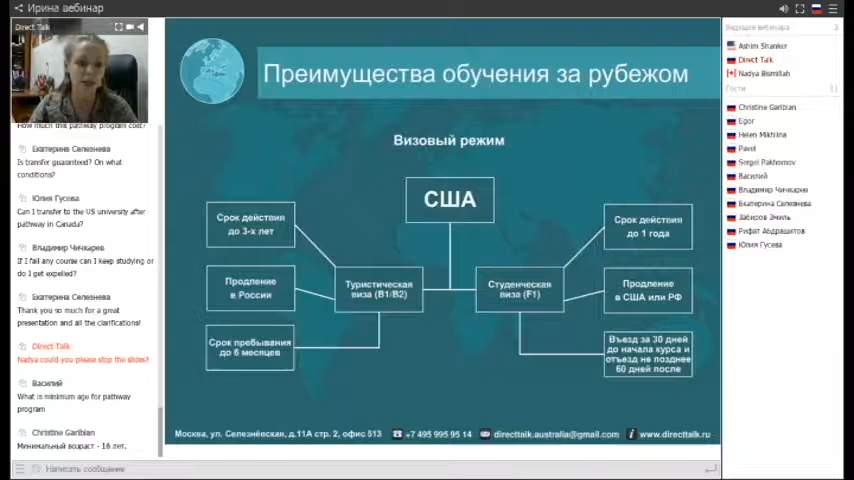 Ирина вебинар
Direct Talk
How much this pathway program cost?
Екатерина Селезнева
Is transfer guaranteed? On what
conditions?
Юлия Гусева
Can I transfer to the US university after
pathway in Canada?
Владимир Чичкарев
If I fail any course can I keep studying or
do I get expelled?
Екатерина Селезнева
Thank you so much for a great
presentation and all the clarifications!
Direct Talk
Nadya could you please stop the slides?
Василий
What is minimum age for pathway
program
Christine Garibian
Минимальный возраст - 16 лет.
Написать сообщение
Преимущества обучения за рубежом
Визовый режим
США
Срок действия
до 3-х лет
Продление
в России
Срок пребывания
до 6 месяцев
Туристическая
виза (B1/B2)
Студенческая
виза (F1)
Срок действия
до 1 года
Продление
в США или РФ
Въезд за 30 дней
до начала курса и
отъезд не позднее
60 дней после
Москва, ул. Селезнёвская, д.11А стр. 2, офис 513 +7 495 995 95 14 directtalk.australia@gmail.com www.directtalk.ru
Ведущие вебинара
Ashim Shanker
Direct Talk
Nadya Bismillah
Гости
Christine Garibian
Egor
Helen Mikhlina
Pavel
Sergei Pakhomov
Василий
Владимир Чичкарев
Екатерина Селезнева
Забиров Эмиль
Рифат Абдрашитов
Юлия Гусева